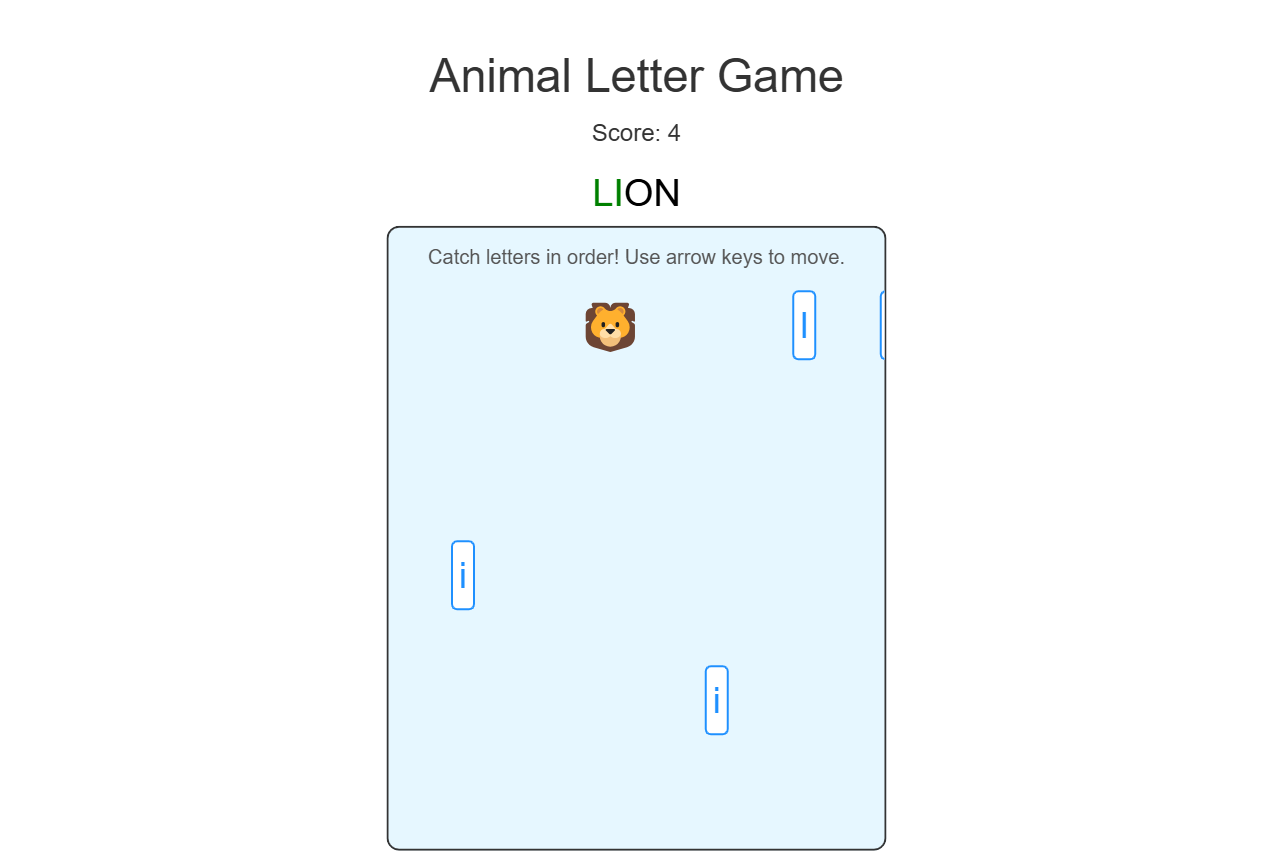 Animal Letter Game
Score: 4
LION
Catch letters in order! Use arrow keys to move.
l
i
i